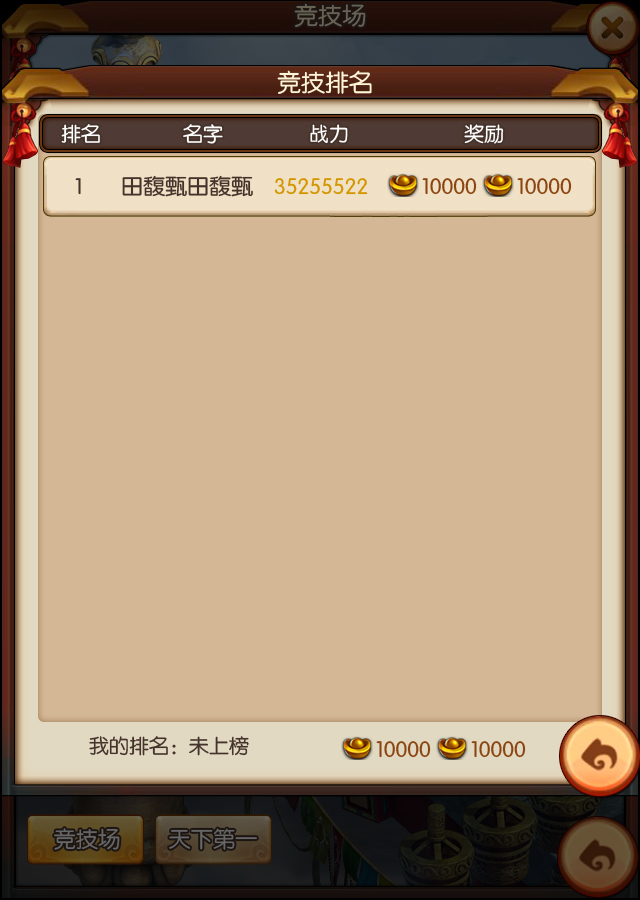 竞技场
竞技排名
排名 名字 战力 奖励
1 田馥甄田馥甄 35255522 10000 10000
我的排名：未上榜 10000 10000
竞技场 天下第一